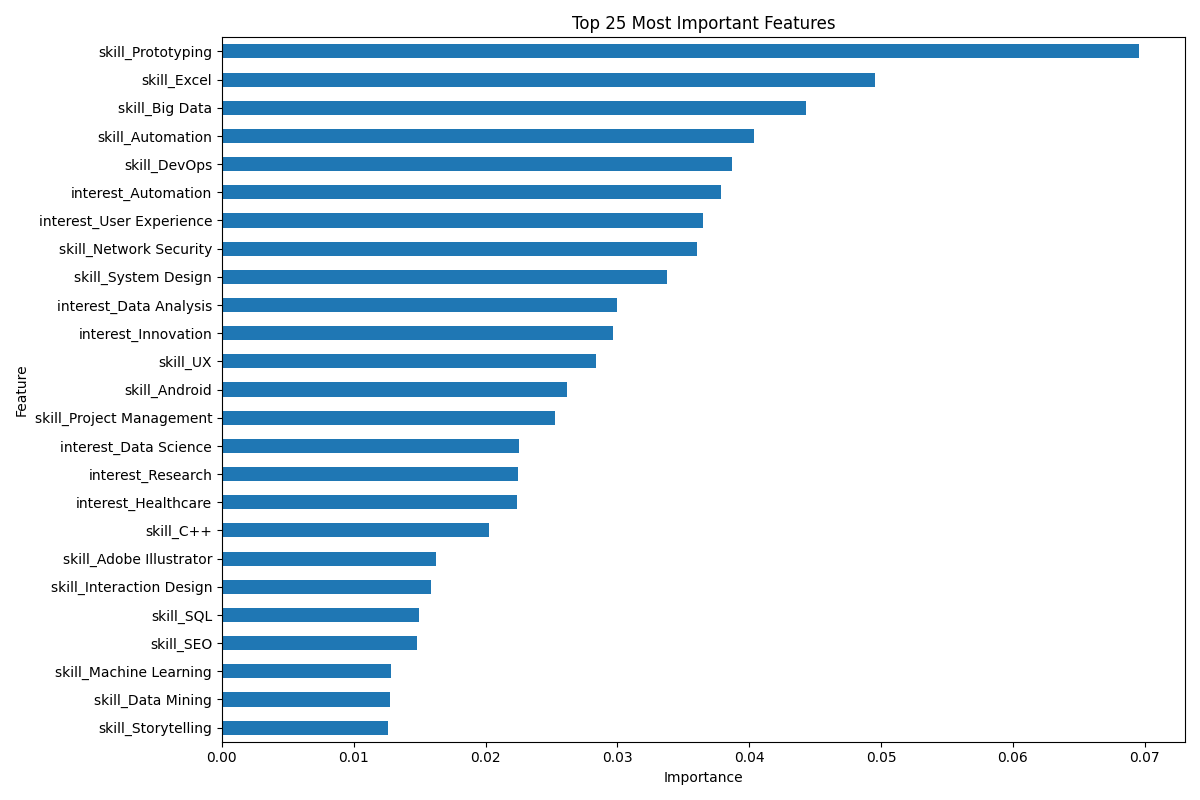 Top 25 Most Important Features
skill_Prototyping
skill_Excel
skill_Big Data
skill_Automation
skill_DevOps
interest_Automation
interest_User Experience
skill_Network Security
skill_System Design
interest_Data Analysis
interest_Innovation
skill_UX
skill_Android
skill_Project Management
interest_Data Science
interest_Research
interest_Healthcare
skill_C++
skill_Adobe Illustrator
skill_Interaction Design
skill_SQL
skill_SEO
skill_Machine Learning
skill_Data Mining
skill_Storytelling
Feature
0.00 0.01 0.02 0.03 0.04 0.05 0.06 0.07
Importance